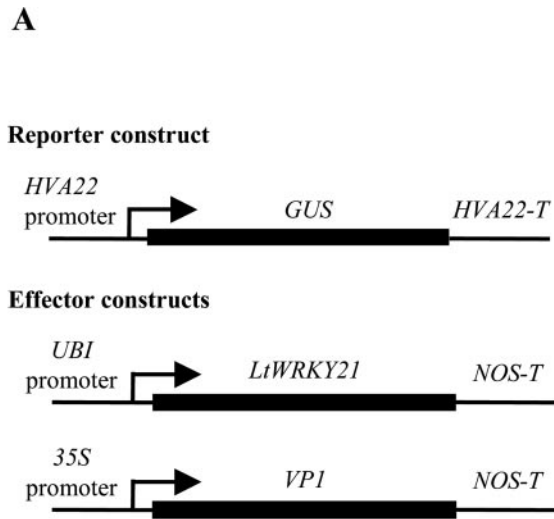 A
Reporter construct
HVA22
promoter
GUS
HVA22-T
Effector constructs
UBI
promoter
LtWRKY21
NOS-T
35S
promoter
VP1
NOS-T